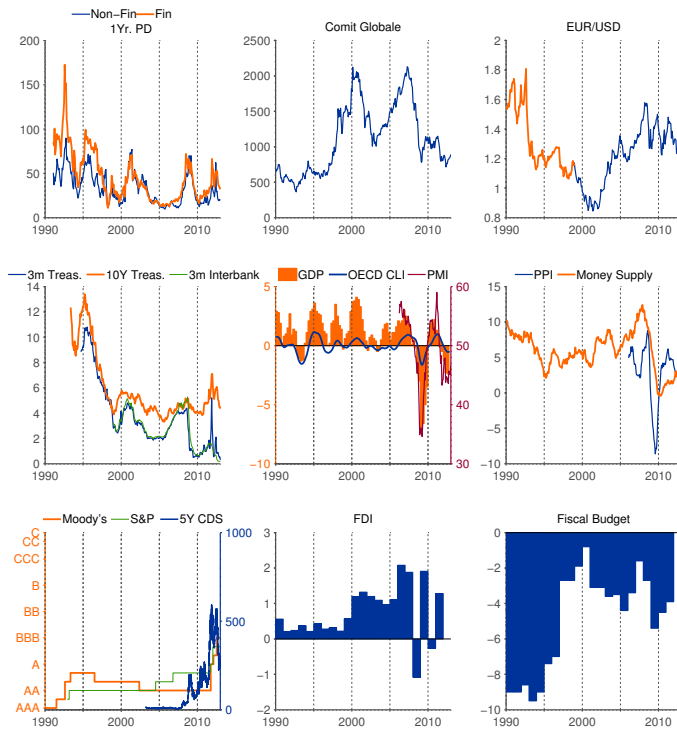 Non-Fin Fin
1Yr. PD
200
150
100
50
0
1990 2000 2010
Comit Globale
2500
2000
1500
1000
500
0
1990 2000 2010
EUR/USD
2
1.8
1.6
1.4
1.2
1
0.8
1990 2000 2010
3m Treas. 10Y Treas. 3m Interbank
14
12
10
8
6
4
2
0
1990 2000 2010
GDP OECD CLI PMI
5 60
0 50
−5 40
−10 30
1990 2000 2010
PPI Money Supply
15
10
5
0
−5
−10
1990 2000 2010
Moody's S&P 5Y CDS
C 1000
CC
CCC
B
BB 500
BBB
A
AA
AAA 0
1990 2000 2010
FDI
3
2
1
0
−1
−2
1990 2000 2010
Fiscal Budget
0
−2
−4
−6
−8
−10
1990 2000 2010